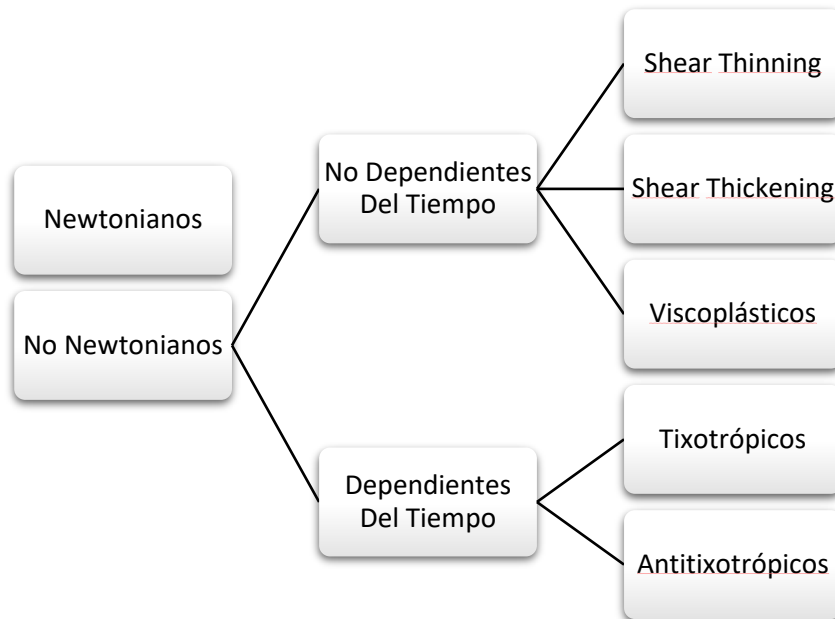 Newtonianos
No Newtonianos
No Dependientes
Del Tiempo
Dependientes
Del Tiempo
Shear Thinning
Shear Thickening
Viscoplásticos
Tixotrópicos
Antitixotrópicos